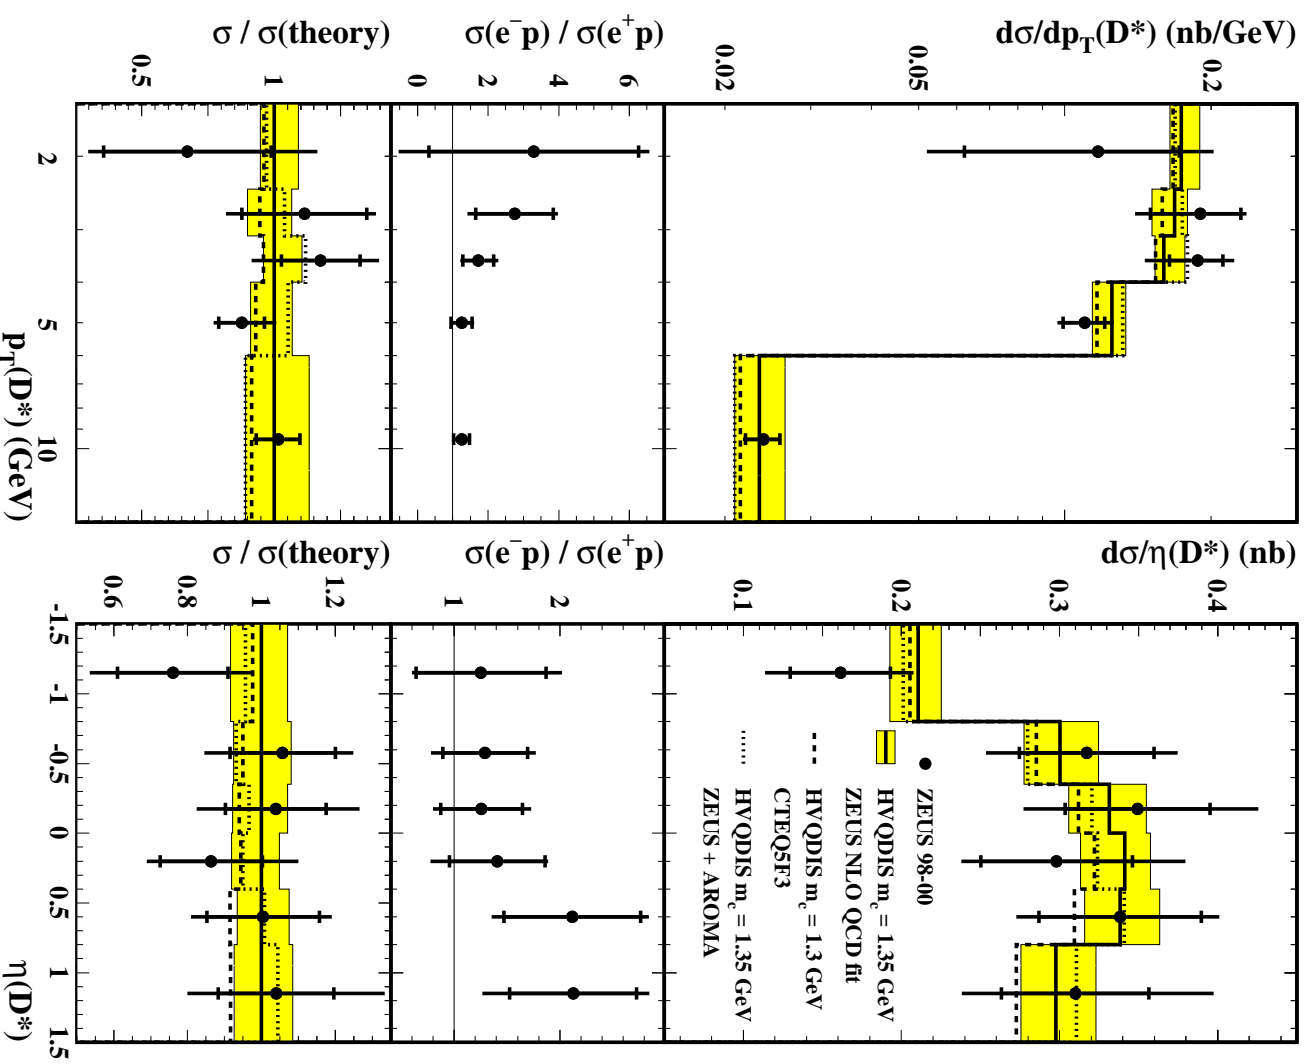 dσ/dp_T(D*) (nb/GeV)
0.2
0.05
0.02
σ(e⁻p) / σ(e⁺p)
6
4
2
0
σ / σ(theory)
1
0.5
2
5
10
p_T(D*) (GeV)
dσ/η(D*) (nb)
0.4
0.3
0.2
0.1
ZEUS 98-00
HVQDIS m_c = 1.35 GeV
ZEUS NLO QCD fit
HVQDIS m_c = 1.3 GeV
CTEQ5F3
HVQDIS m_c = 1.35 GeV
ZEUS + AROMA
σ(e⁻p) / σ(e⁺p)
2
1
σ / σ(theory)
1.2
1
0.8
0.6
-1.5
-1
-0.5
0
0.5
1
1.5
η(D*)